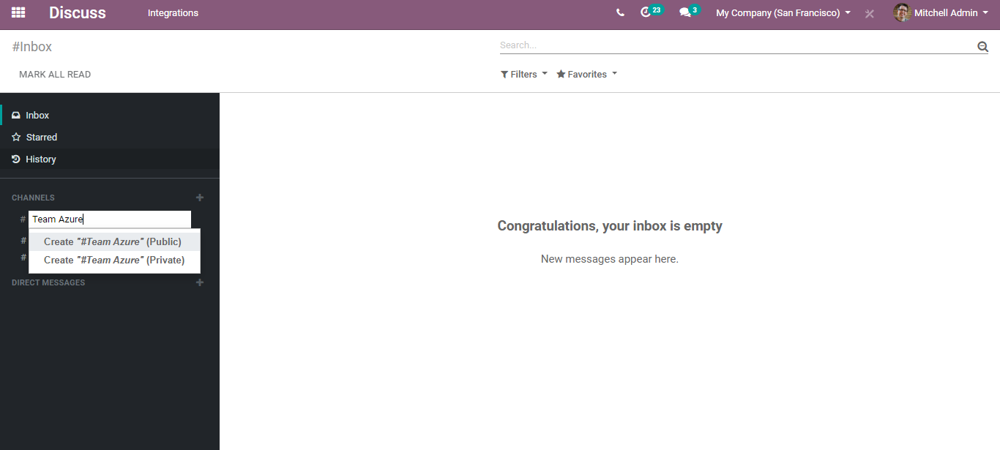 Discuss Integrations 23 3 My Company (San Francisco) Mitchell Admin
#Inbox Search...
MARK ALL READ Filters Favorites
Inbox
Starred
History
CHANNELS
# Team Azure
# Create "#Team Azure" (Public)
# Create "#Team Azure" (Private)
DIRECT MESSAGES
Congratulations, your inbox is empty
New messages appear here.